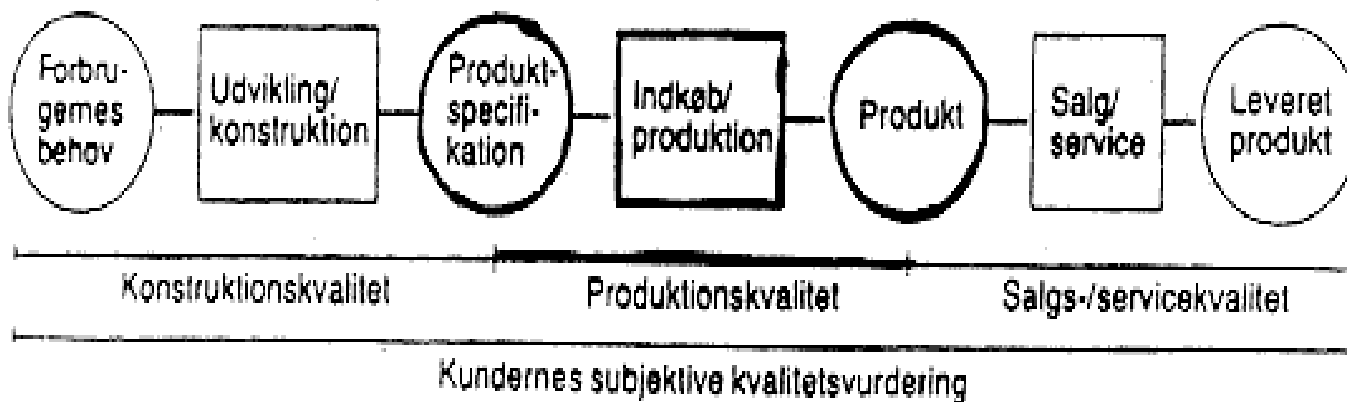 Forbru-
gernes
behov
Udvikling/
konstruktion
Produkt-
specifi-
kation
Indkøb/
produktion
Produkt
Salg/
service
Leveret
produkt
Konstruktionskvalitet
Produktionskvalitet
Salgs-/servicekvalitet
Kundernes subjektive kvalitetsvurdering